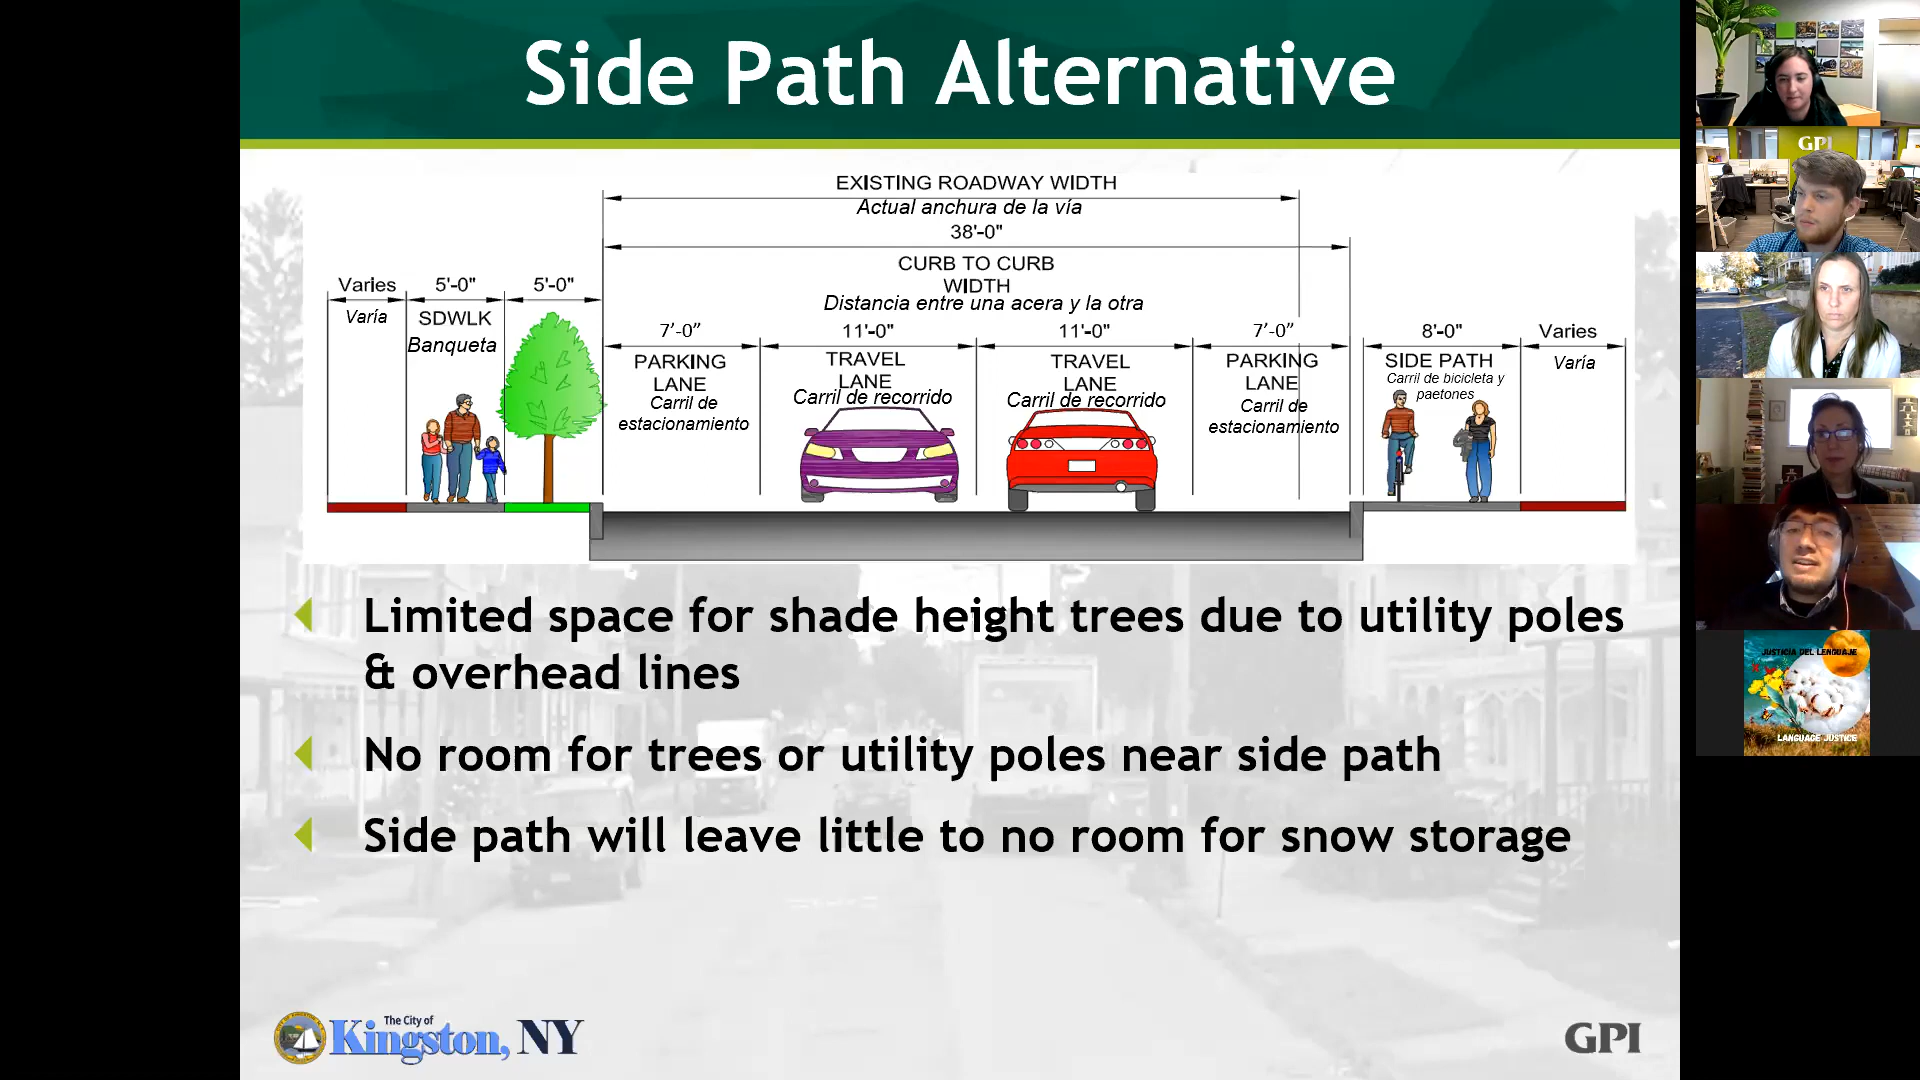 Side Path Alternative
EXISTING ROADWAY WIDTH
Actual anchura de la vía
38'-0"
CURB TO CURB
WIDTH
Distancia entre una acera y la otra
Varies
Varía
5'-0"
SDWLK
Banqueta
5'-0"
7'-0”
PARKING
LANE
Carril de
estacionamiento
11'-0"
TRAVEL
LANE
Carril de recorrido
11'-0"
TRAVEL
LANE
Carril de recorrido
7'-0”
PARKING
LANE
Carril de
estacionamiento
8'-0"
SIDE PATH
Carril de bicicleta y
paetones
Varies
Varía
Limited space for shade height trees due to utility poles
& overhead lines
No room for trees or utility poles near side path
Side path will leave little to no room for snow storage
The City of
Kingston, NY
GPI
GPI
JUSTICIA DEL LENGUAJE
LANGUAGE JUSTICE